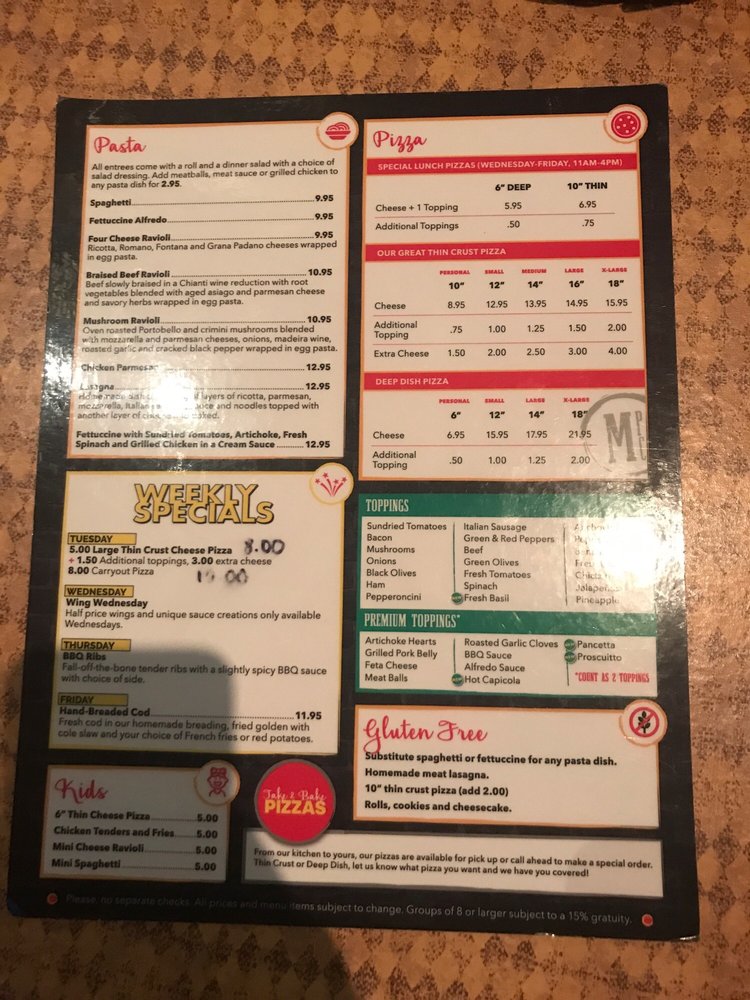 Pasta
All entrees come with a roll and a dinner salad with a choice of
salad dressing. Add meatballs, meat sauce or grilled chicken to
any pasta dish for 2.95.
Spaghetti 9.95
Fettuccine Alfredo 9.95
Four Cheese Ravioli 9.95
Ricotta, Romano, Fontana and Grana Padano cheeses wrapped
in egg pasta.
Braised Beef Ravioli 10.95
Beef slowly braised in a Chianti wine reduction with root
vegetables blended with aged asiago and parmesan cheese
and savory herbs wrapped in egg pasta.
Mushroom Ravioli 10.95
Oven roasted Portobello and crimini mushrooms blended
with mozzarella and parmesan cheeses, onions, madeira wine,
roasted garlic and cracked black pepper wrapped in egg pasta.
Chicken Parmesan 12.95
Lasagna 12.95
Homemade layers of ricotta, parmesan,
mozzarella, Italian sauce and noodles topped with
another layer of baked.
Fettuccine with Sundried Tomatoes, Artichoke, Fresh
Spinach and Grilled Chicken in a Cream Sauce 12.95
WEEKLY
SPECIALS
TUESDAY
5.00 Large Thin Crust Cheese Pizza 8.00
+ 1.50 Additional toppings, 3.00 extra cheese
8.00 Carryout Pizza
WEDNESDAY
Wing Wednesday
Half price wings and unique sauce creations only available
Wednesdays.
THURSDAY
BBQ Ribs
Fall-off-the-bone tender ribs with a slightly spicy BBQ sauce
with choice of side.
FRIDAY
Hand-Breaded Cod 11.95
Fresh cod in our homemade breading, fried golden with
cole slaw and your choice of French fries or red potatoes.
Kids
6" Thin Cheese Pizza 5.00
Chicken Tenders and Fries 5.00
Mini Cheese Ravioli 5.00
Mini Spaghetti 5.00
Pizza
SPECIAL LUNCH PIZZAS (WEDNESDAY-FRIDAY, 11AM-4PM)
6" DEEP 10" THIN
Cheese + 1 Topping 5.95 6.95
Additional Toppings .50 .75
OUR GREAT THIN CRUST PIZZA
PERSONAL SMALL MEDIUM LARGE X-LARGE
10" 12" 14" 16" 18"
Cheese 8.95 12.95 13.95 14.95 15.95
Additional
Topping .75 1.00 1.25 1.50 2.00
Extra Cheese 1.50 2.00 2.50 3.00 4.00
DEEP DISH PIZZA
PERSONAL SMALL LARGE X-LARGE
6" 12" 14" 18"
Cheese 6.95 15.95 17.95 21.95
Additional
Topping .50 1.00 1.25 2.00
TOPPINGS
Sundried Tomatoes Italian Sausage
Bacon Green & Red Peppers
Mushrooms Beef
Onions Green Olives
Black Olives Fresh Tomatoes
Ham Spinach Jalapeños
Pepperoncini Fresh Basil Pineapple
PREMIUM TOPPINGS*
Artichoke Hearts Roasted Garlic Cloves Pancetta
Grilled Pork Belly BBQ Sauce Proscuitto
Feta Cheese Alfredo Sauce
Meat Balls Hot Capicola *COUNT AS 2 TOPPINGS
Gluten Free
Substitute spaghetti or fettuccine for any pasta dish.
Homemade meat lasagna.
10" thin crust pizza (add 2.00)
Rolls, cookies and cheesecake.
Take & Bake
PIZZAS
From our kitchen to yours, our pizzas are available for pick up or call ahead to make a special order.
Thin Crust or Deep Dish, let us know what pizza you want and we have you covered!
Please, no separate checks. All prices and menu items subject to change. Groups of 8 or larger subject to a 15% gratuity.